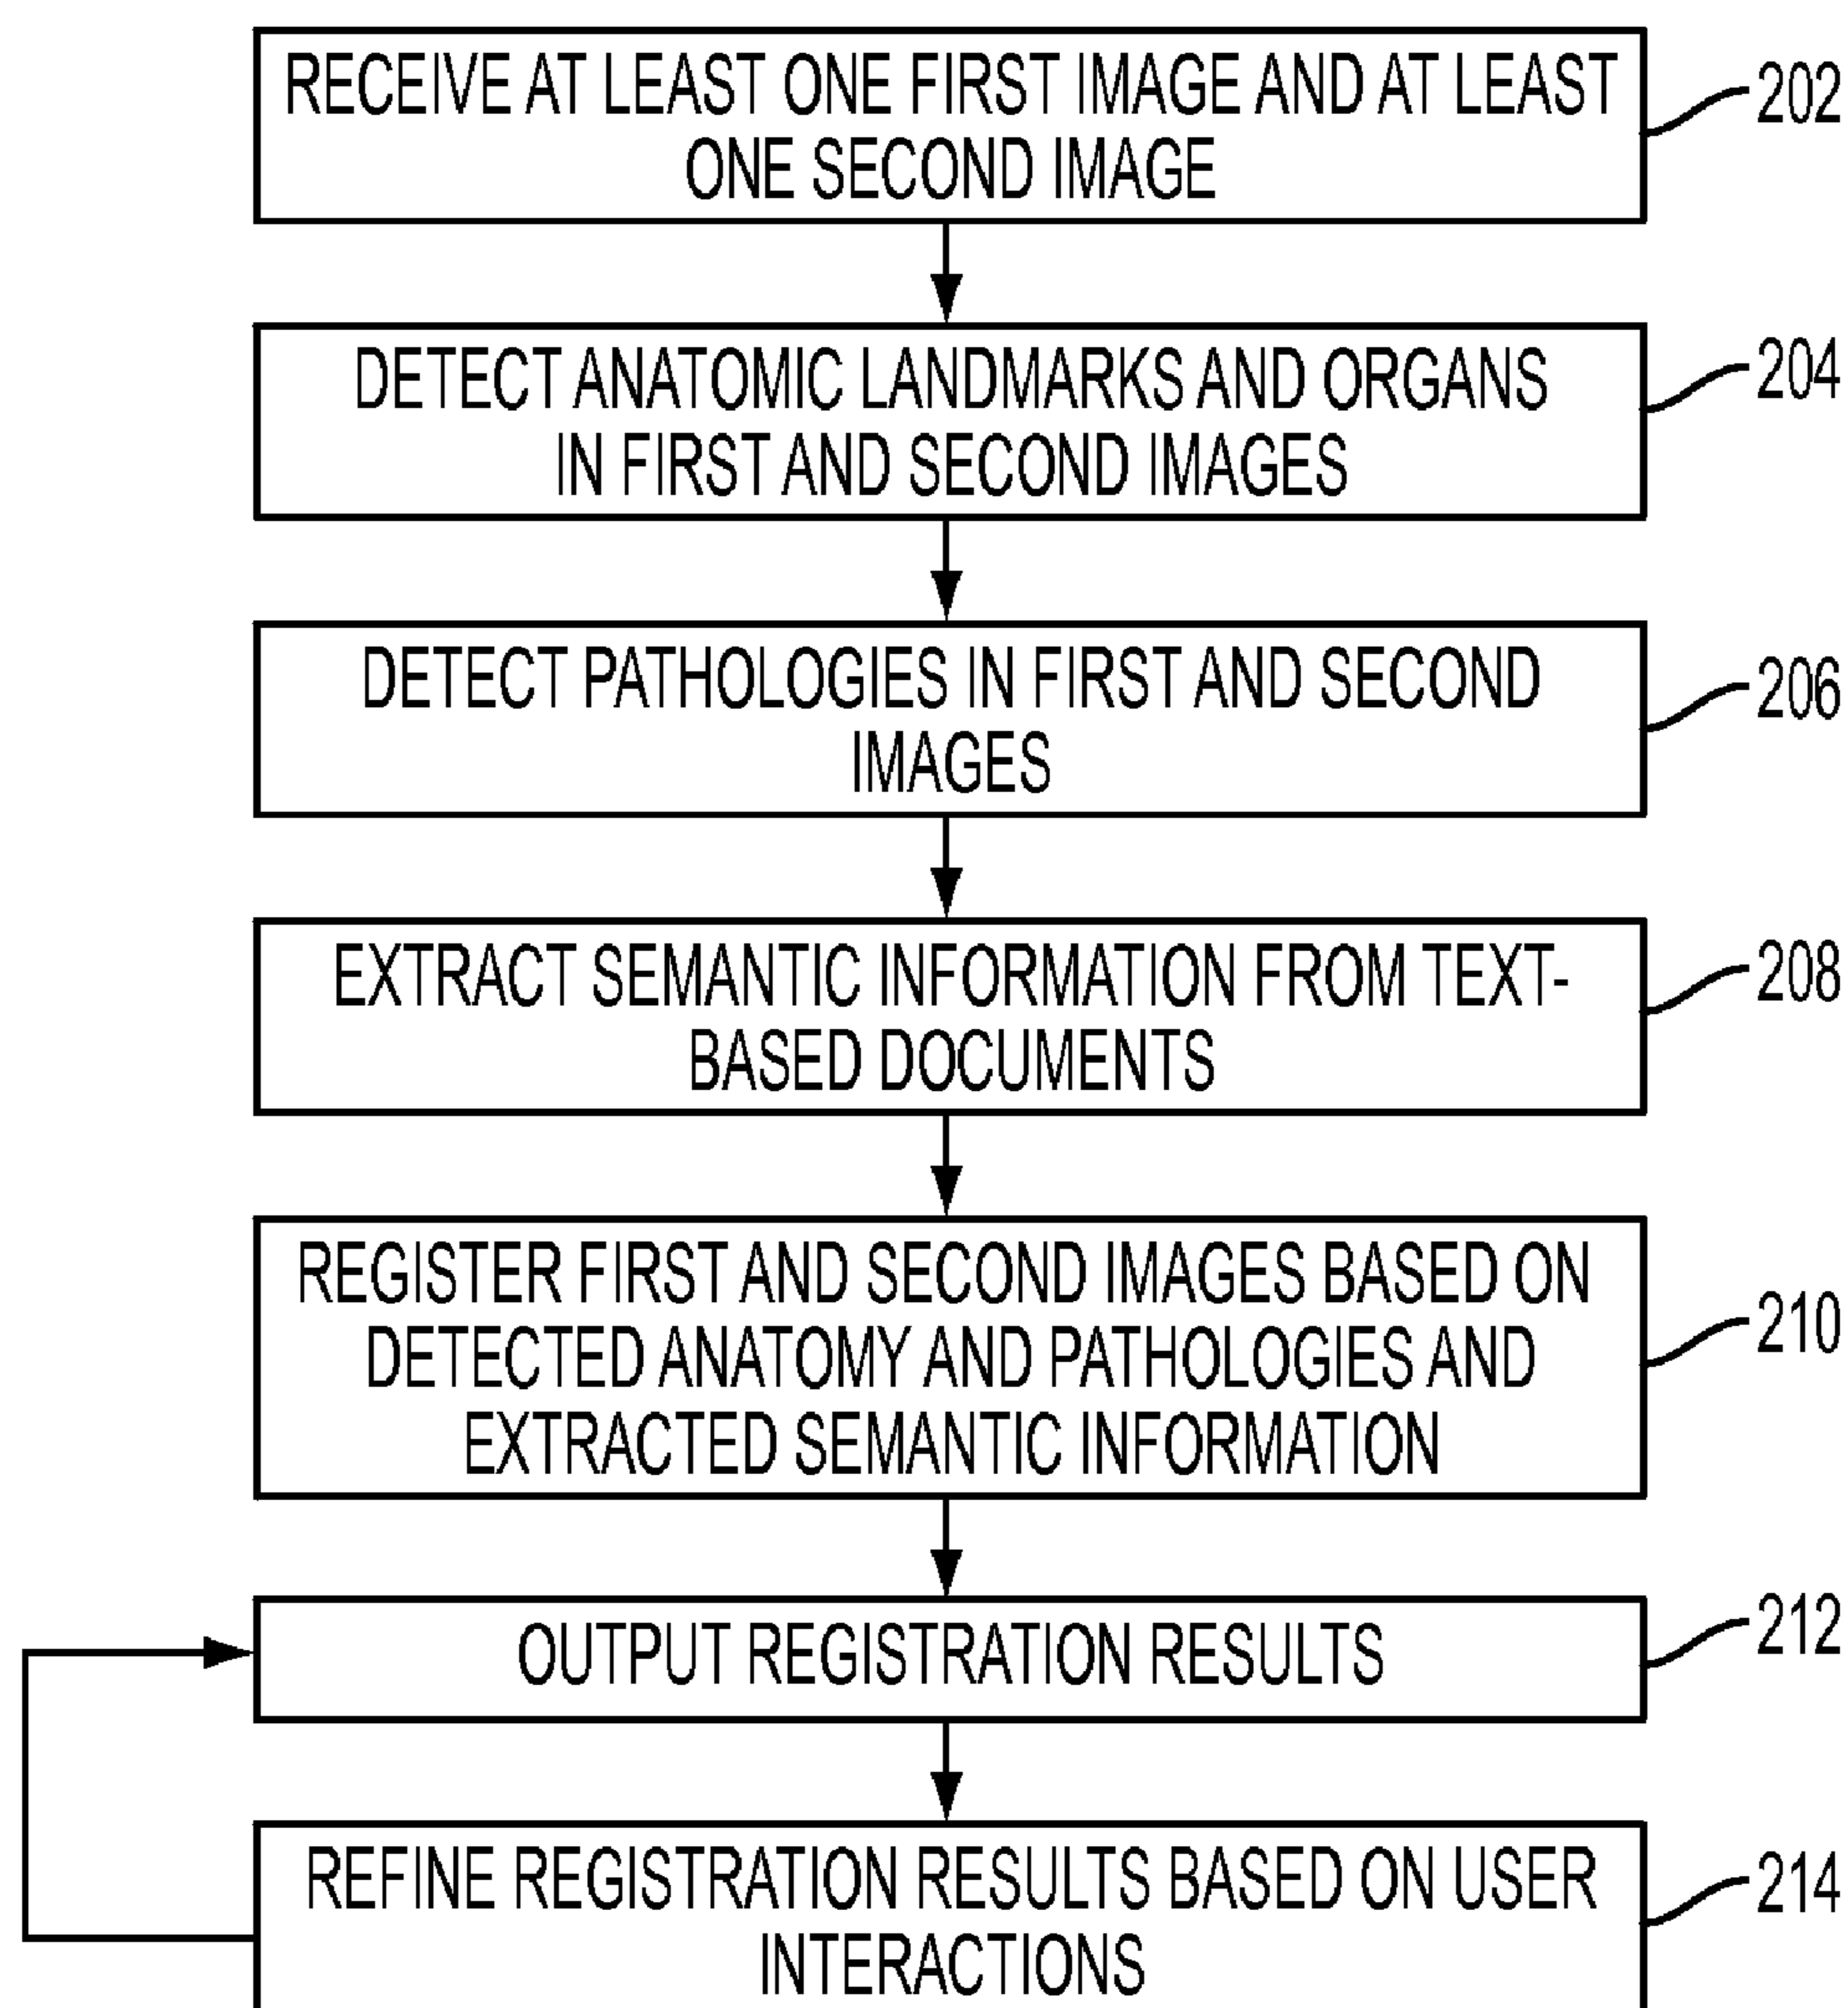 RECEIVE AT LEAST ONE FIRST IMAGE AND AT LEAST
ONE SECOND IMAGE
202
DETECT ANATOMIC LANDMARKS AND ORGANS
IN FIRST AND SECOND IMAGES
204
DETECT PATHOLOGIES IN FIRST AND SECOND
IMAGES
206
EXTRACT SEMANTIC INFORMATION FROM TEXT-
BASED DOCUMENTS
208
REGISTER FIRST AND SECOND IMAGES BASED ON
DETECTED ANATOMY AND PATHOLOGIES AND
EXTRACTED SEMANTIC INFORMATION
210
OUTPUT REGISTRATION RESULTS
212
REFINE REGISTRATION RESULTS BASED ON USER
INTERACTIONS
214